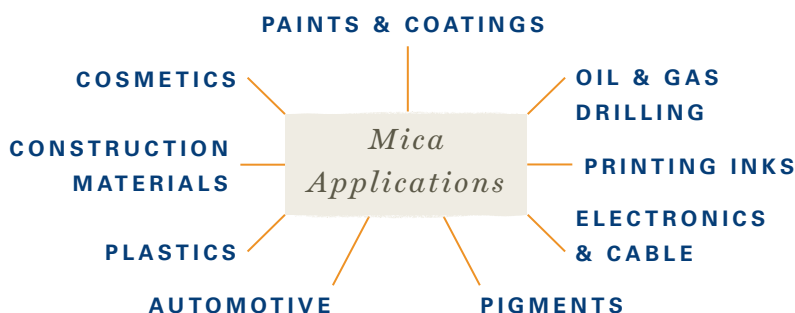 PAINTS & COATINGS
COSMETICS
OIL & GAS
DRILLING
Mica
Applications
CONSTRUCTION
MATERIALS
PRINTING INKS
ELECTRONICS
& CABLE
PLASTICS
AUTOMOTIVE
PIGMENTS